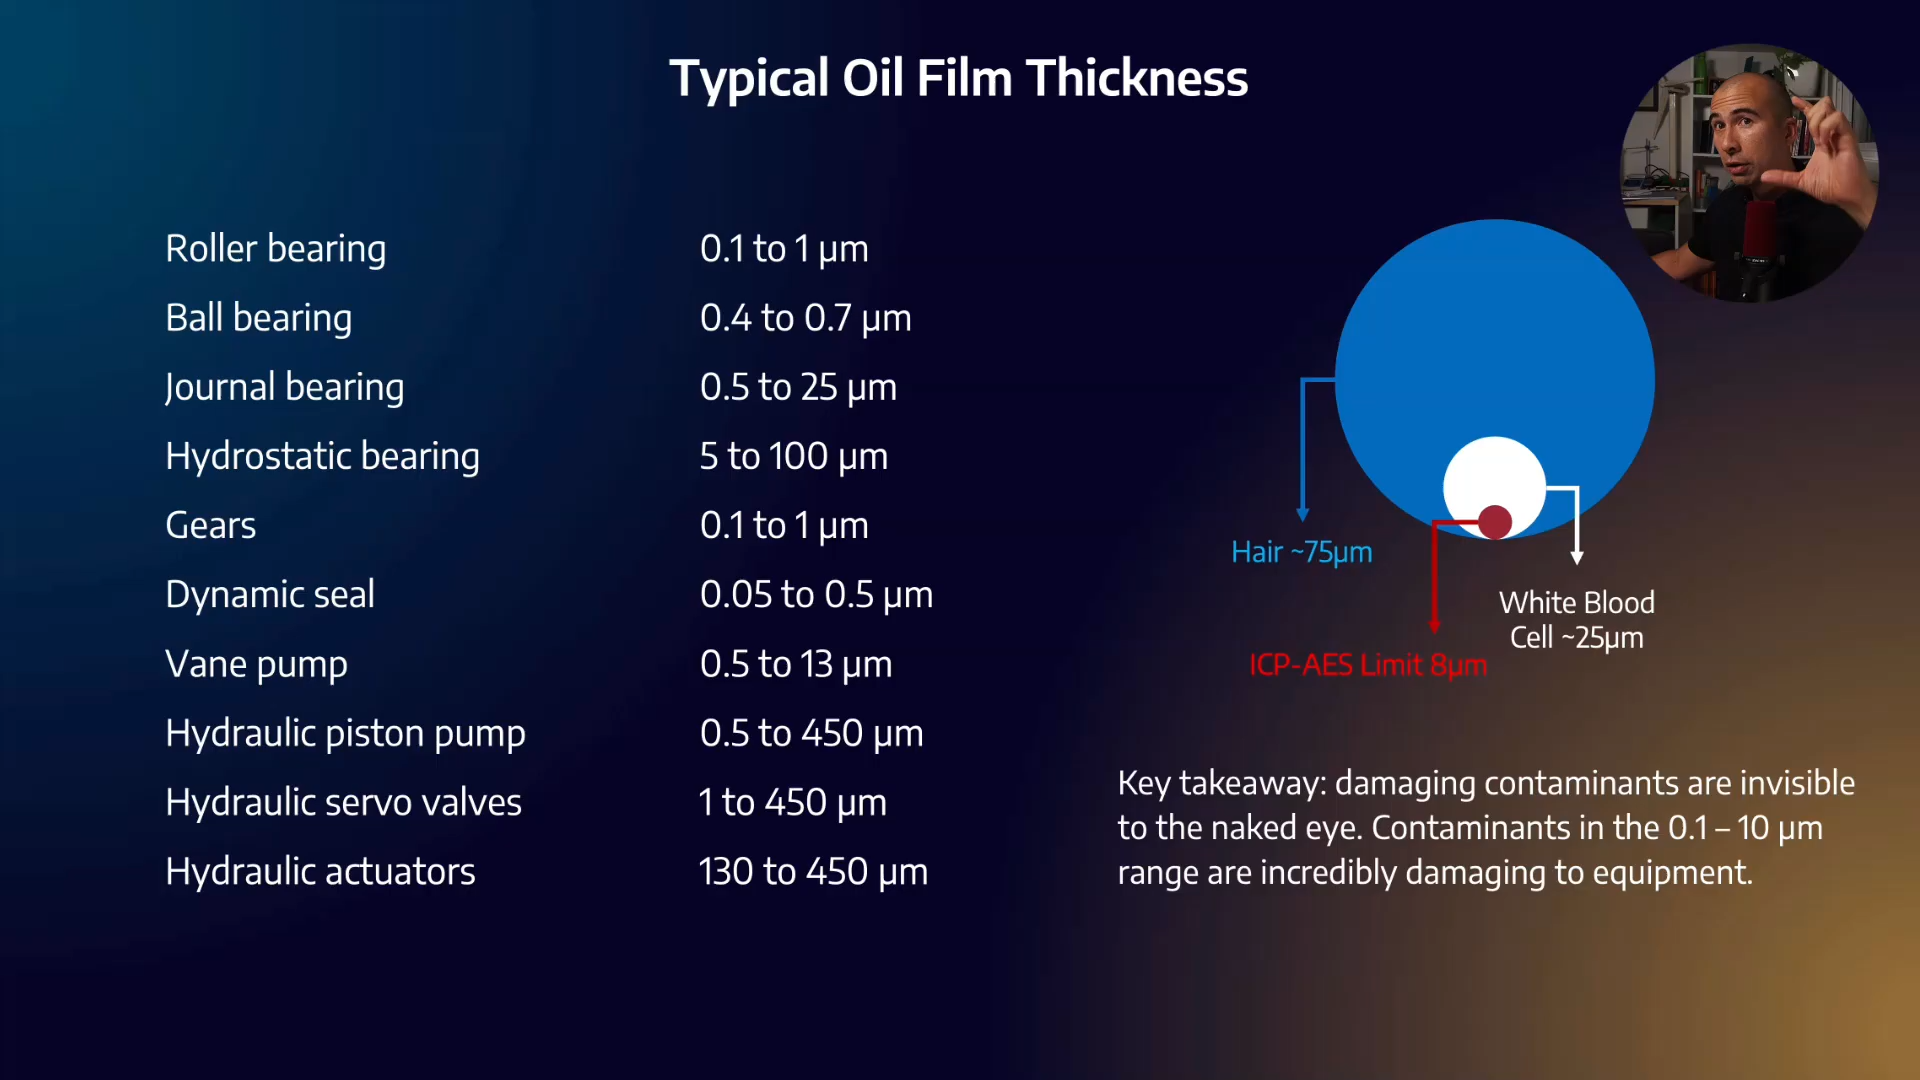 Typical Oil Film Thickness
Roller bearing 0.1 to 1 µm
Ball bearing 0.4 to 0.7 µm
Journal bearing 0.5 to 25 µm
Hydrostatic bearing 5 to 100 µm
Gears 0.1 to 1 µm
Dynamic seal 0.05 to 0.5 µm
Vane pump 0.5 to 13 µm
Hydraulic piston pump 0.5 to 450 µm
Hydraulic servo valves 1 to 450 µm
Hydraulic actuators 130 to 450 µm
Hair ~75µm
White Blood
Cell ~25µm
ICP-AES Limit 8µm
Key takeaway: damaging contaminants are invisible
to the naked eye. Contaminants in the 0.1 – 10 µm
range are incredibly damaging to equipment.